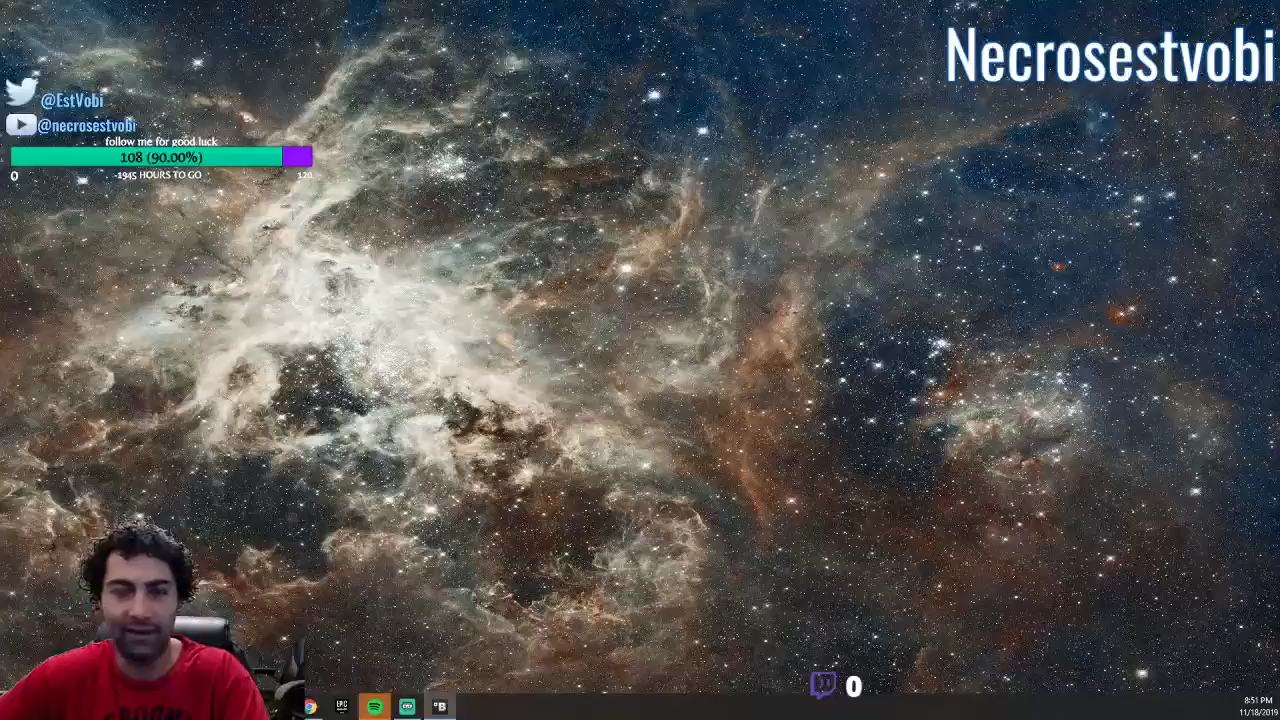 Necrosestvobi
@EstVobi
@necrosestvobi
follow me for good luck
108 (90.00%)
0
-1945 HOURS TO GO
120
EPIC
0
8:51 PM
11/18/2019